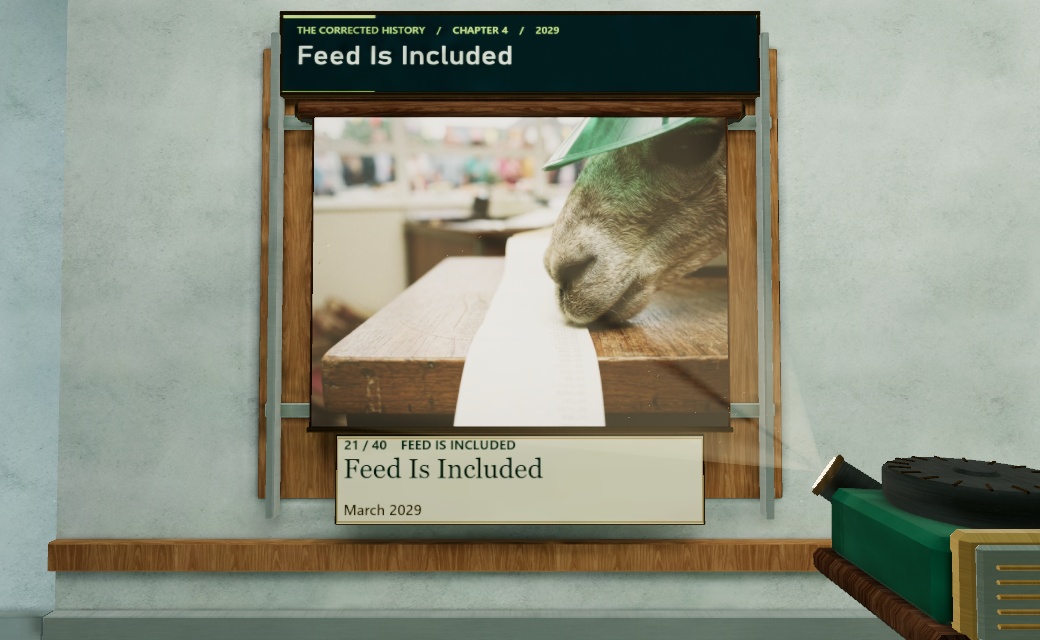 THE CORRECTED HISTORY / CHAPTER 4 / 2029
Feed Is Included
21 / 40 FEED IS INCLUDED
Feed Is Included
March 2029